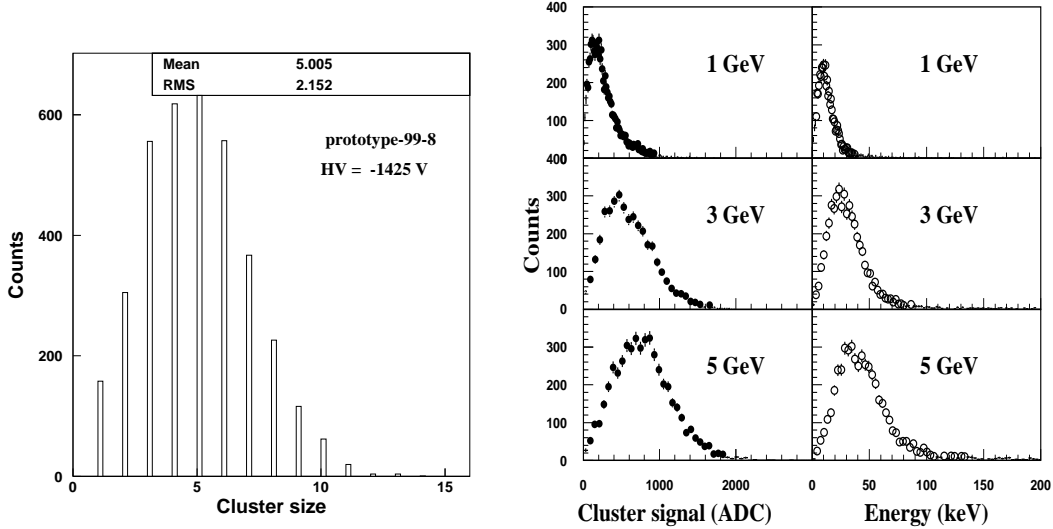 Mean 5.005
RMS 2.152
prototype-99-8
HV = -1425 V
Counts
600
400
200
0
0 5 10 15
Cluster size
Counts
400
300
200
100
400
0
300
200
100
0
400
300
200
100
0
1 GeV 1 GeV
3 GeV 3 GeV
5 GeV 5 GeV
0 1000 2000
0 50 100 150 200
Cluster signal (ADC) Energy (keV)